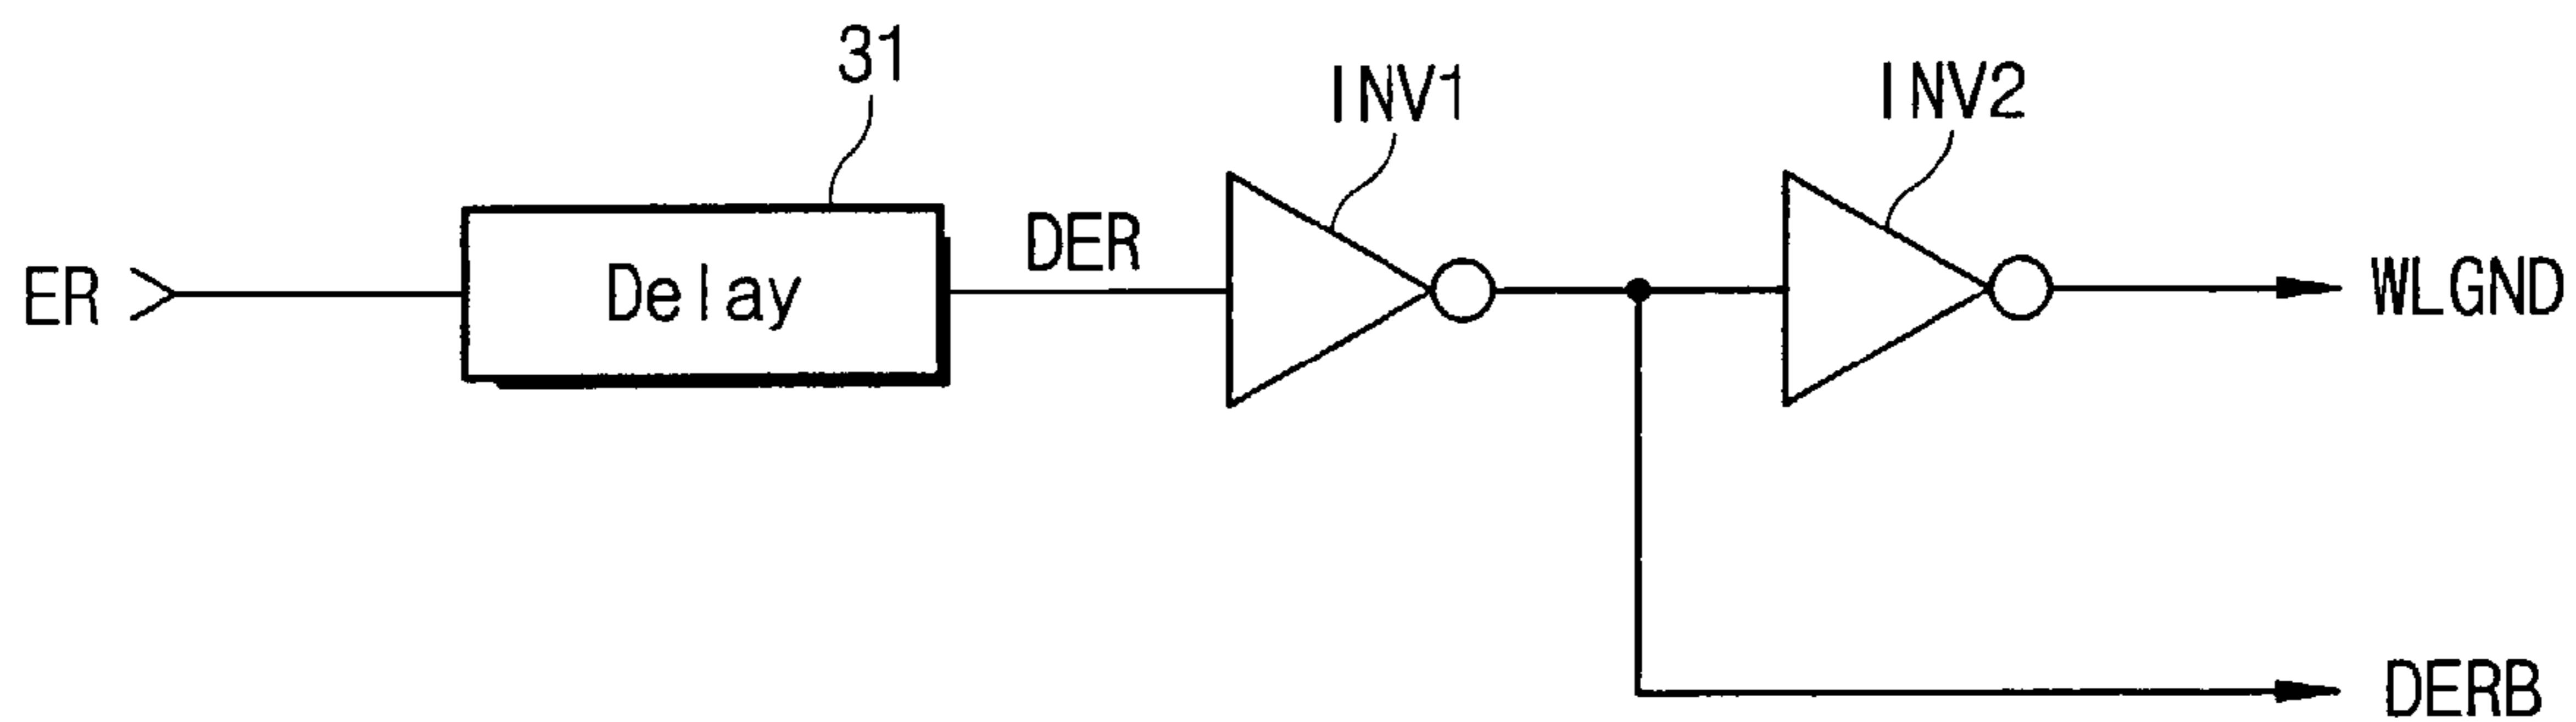 31
INV1
INV2
ER
Delay
DER
WLGND
DERB